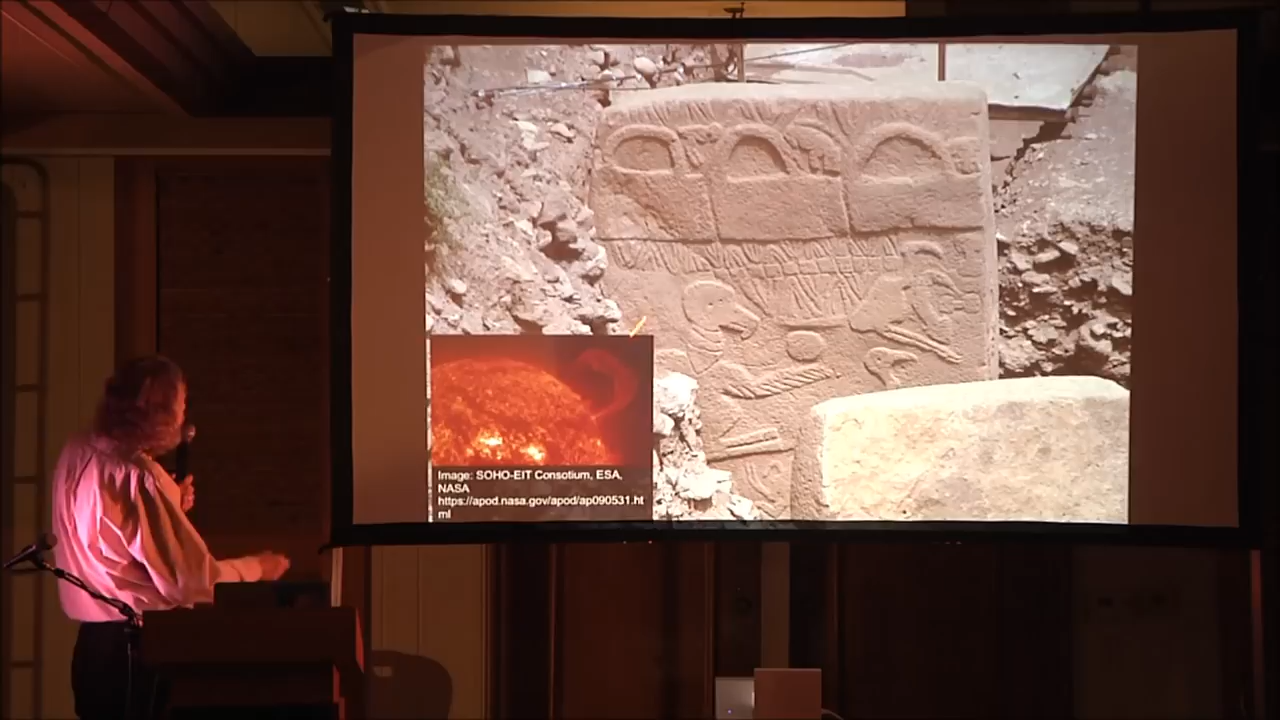 Image: SOHO-EIT Consotium, ESA,
NASA
https://apod.nasa.gov/apod/ap090531.ht
ml